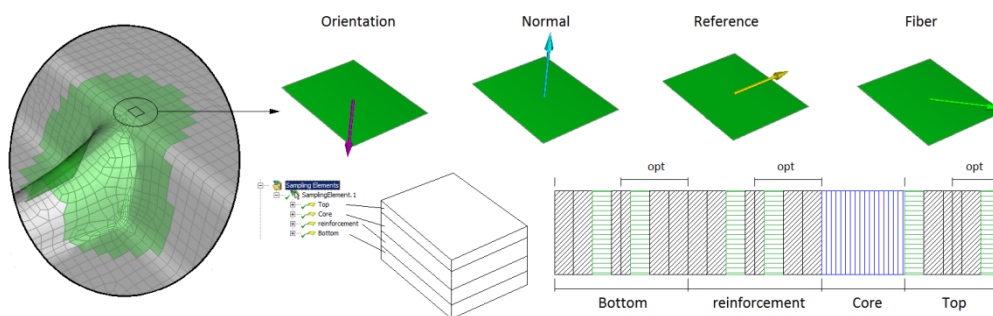 Orientation
Normal
Reference
Fiber
Sampling Elements
SamplingElement.1
Top
Core
reinforcement
Bottom
opt
opt
opt
Bottom
reinforcement
Core
Top